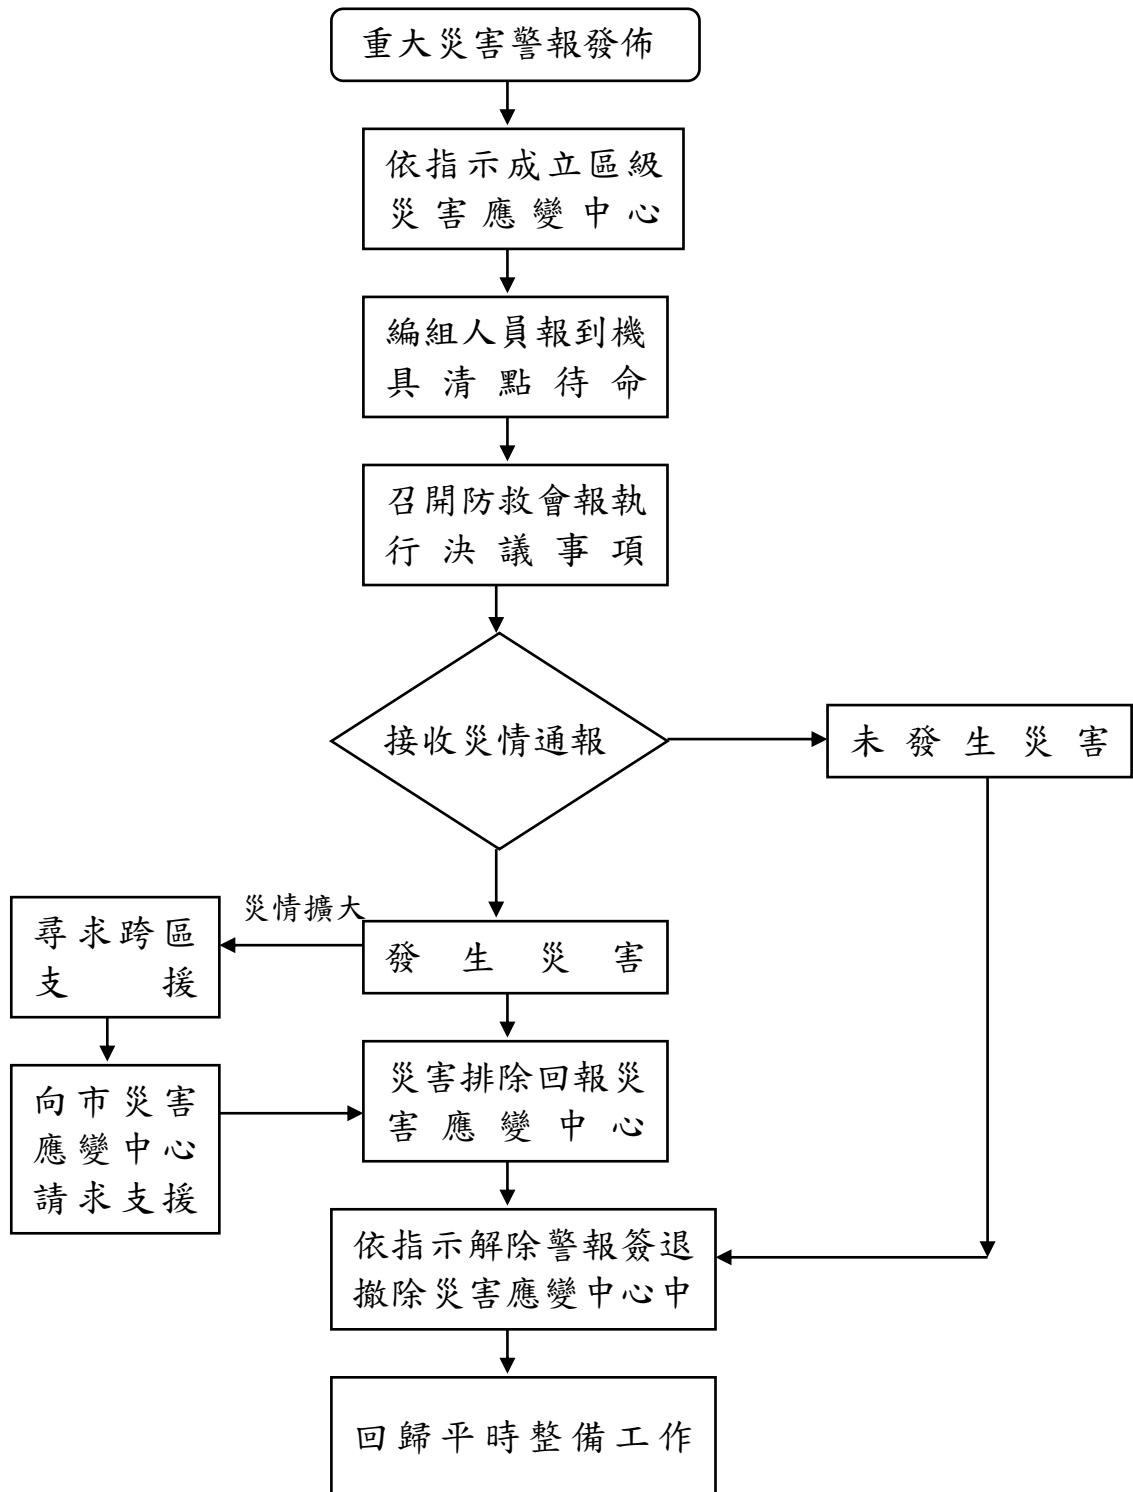 重大災害警報發佈
依指示成立區級
災害應變中心
編組人員報到機
具清點待命
召開防救會報執
行決議事項
接收災情通報
未發生災害
災情擴大
發生災害
尋求跨區
支援
向市災害
應變中心
請求支援
災害排除回報災
害應變中心
依指示解除警報簽退
撤除災害應變中心中
回歸平時整備工作